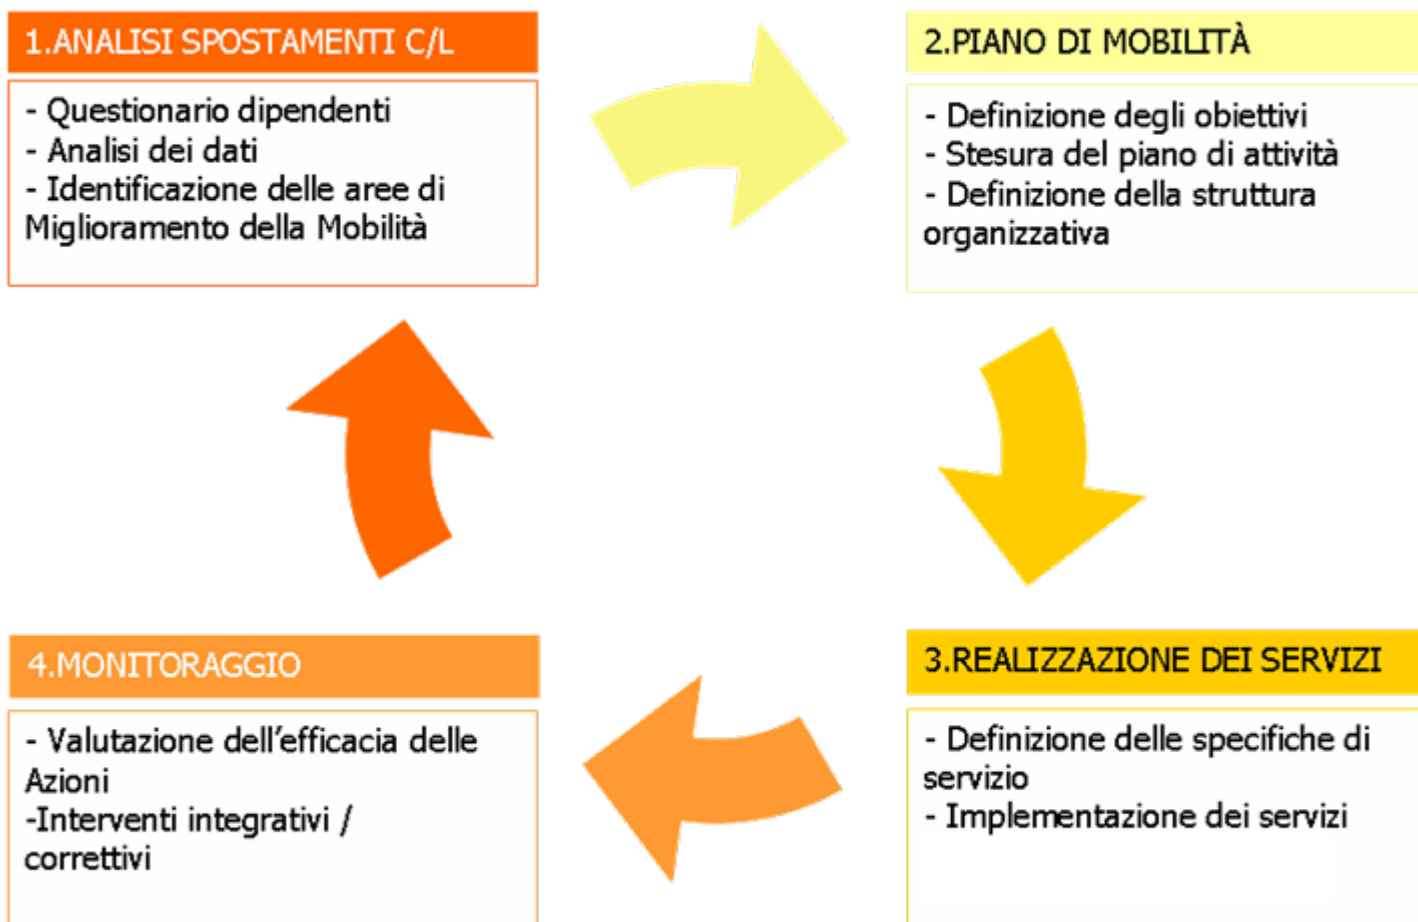 1.ANALISI SPOSTAMENTI C/L
- Questionario dipendenti
- Analisi dei dati
- Identificazione delle aree di
Miglioramento della Mobilità
2.PIANO DI MOBILITÀ
- Definizione degli obiettivi
- Stesura del piano di attività
- Definizione della struttura
organizzativa
3.REALIZZAZIONE DEI SERVIZI
- Definizione delle specifiche di
servizio
- Implementazione dei servizi
4.MONITORAGGIO
- Valutazione dell’efficacia delle
Azioni
-Interventi integrativi /
correttivi